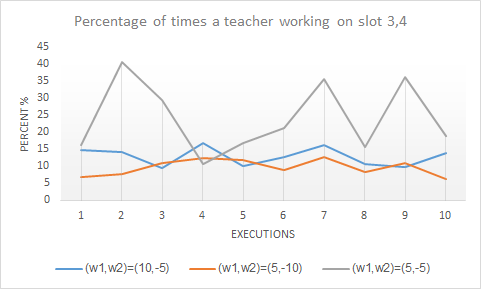 Percentage of times a teacher working on slot 3,4
45
40
35
30
25
20
15
10
5
0
PERCENT %
1 2 3 4 5 6 7 8 9 10
EXECUTIONS
(w1,w2)=(10,-5) (w1,w2)=(5,-10) (w1,w2)=(5,-5)